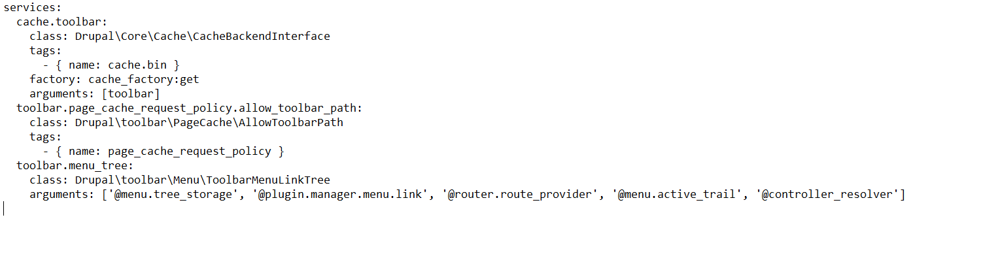 services:
  cache.toolbar:
    class: Drupal\Core\Cache\CacheBackendInterface
    tags:
      - { name: cache.bin }
    factory: cache_factory:get
    arguments: [toolbar]
  toolbar.page_cache_request_policy.allow_toolbar_path:
    class: Drupal\toolbar\PageCache\AllowToolbarPath
    tags:
      - { name: page_cache_request_policy }
  toolbar.menu_tree:
    class: Drupal\toolbar\Menu\ToolbarMenuLinkTree
    arguments: ['@menu.tree_storage', '@plugin.manager.menu.link', '@router.route_provider', '@menu.active_trail', '@controller_resolver']